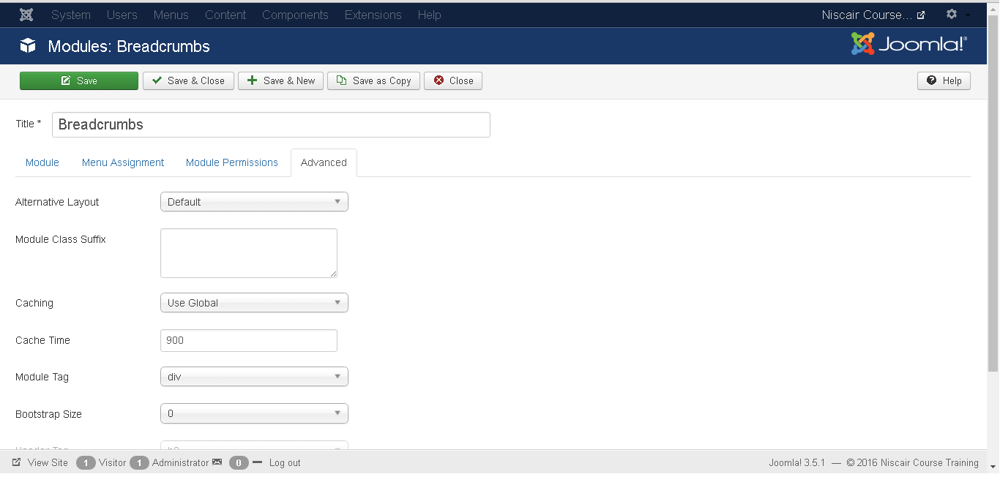 System Users Menus Content Components Extensions Help Niscair Course...
Modules: Breadcrumbs Joomla!®
Save Save & Close Save & New Save as Copy Close Help
Title * Breadcrumbs
Module Menu Assignment Module Permissions Advanced
Alternative Layout Default
Module Class Suffix
Caching Use Global
Cache Time 900
Module Tag div
Bootstrap Size 0
Header Tag
View Site 1 Visitor 1 Administrator 0 Log out Joomla! 3.5.1 — © 2016 Niscair Course Training